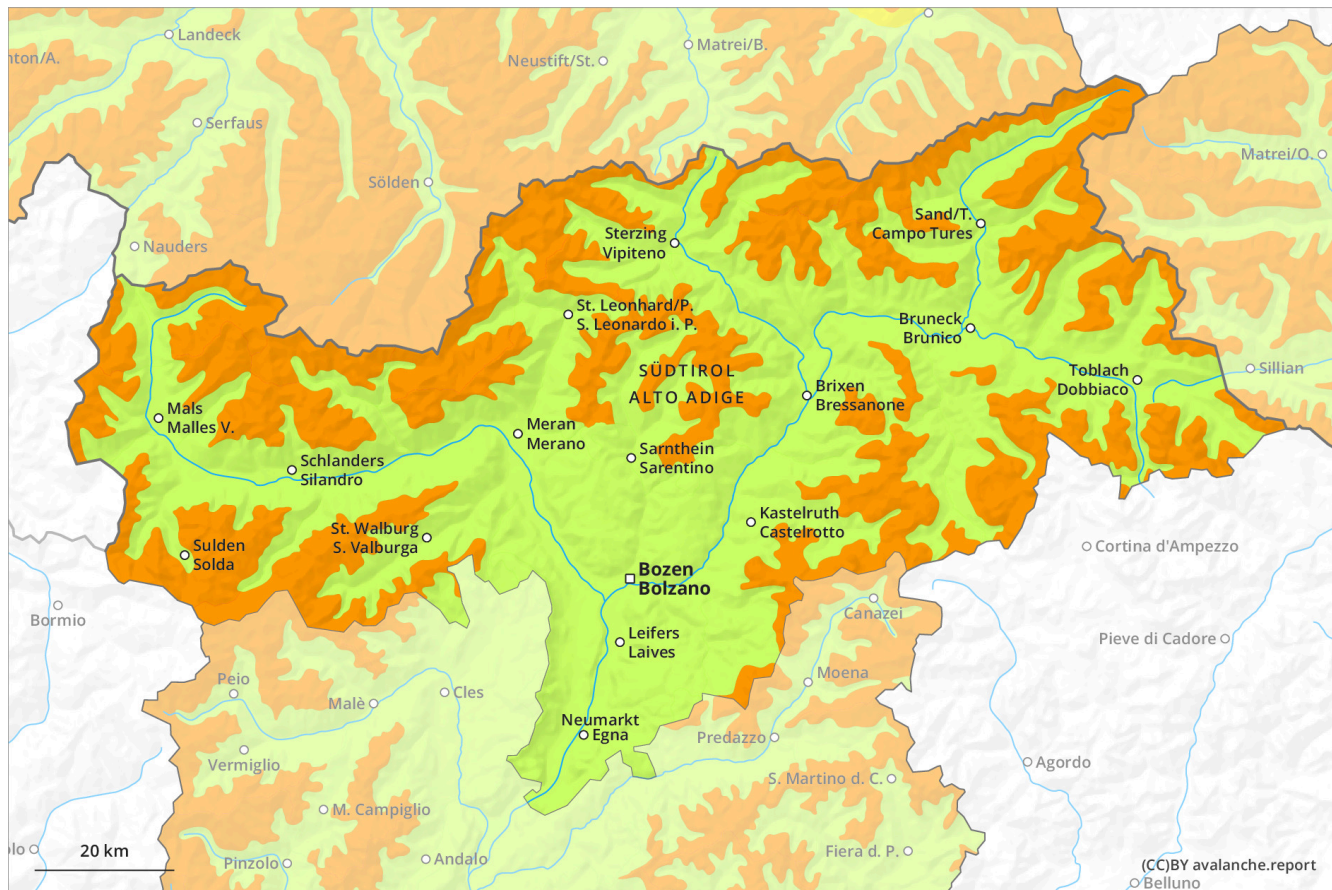 Landeck
Matrei/B.
Neustift/St.
nton/A.
Serfaus
Matrei/O.
Sölden
Nauders
Sand/T.
Campo Tures
Sterzing
Vipiteno
St. Leonhard/P.
S. Leonardo i. P.
Bruneck
Brunico
SÜDTIROL
ALTO ADIGE
Toblach
Dobbiaco
Sillian
Brixen
Bressanone
Mals
Malles V.
Meran
Merano
Schlanders
Silandro
Sarnthein
Sarentino
Kastelruth
Castelrotto
St. Walburg
S. Valburga
Sulden
Solda
Cortina d'Ampezzo
Bozen
Bolzano
Bormio
Canazei
Leifers
Laives
Pieve di Cadore
Peio
Moena
Malè
Cles
Neumarkt
Egna
Predazzo
Vermiglio
Agordo
S. Martino d. C.
M. Campiglio
20 km
Pinzolo
Andalo
Fiera d. P.
(CC)BY avalanche.report
Belluno